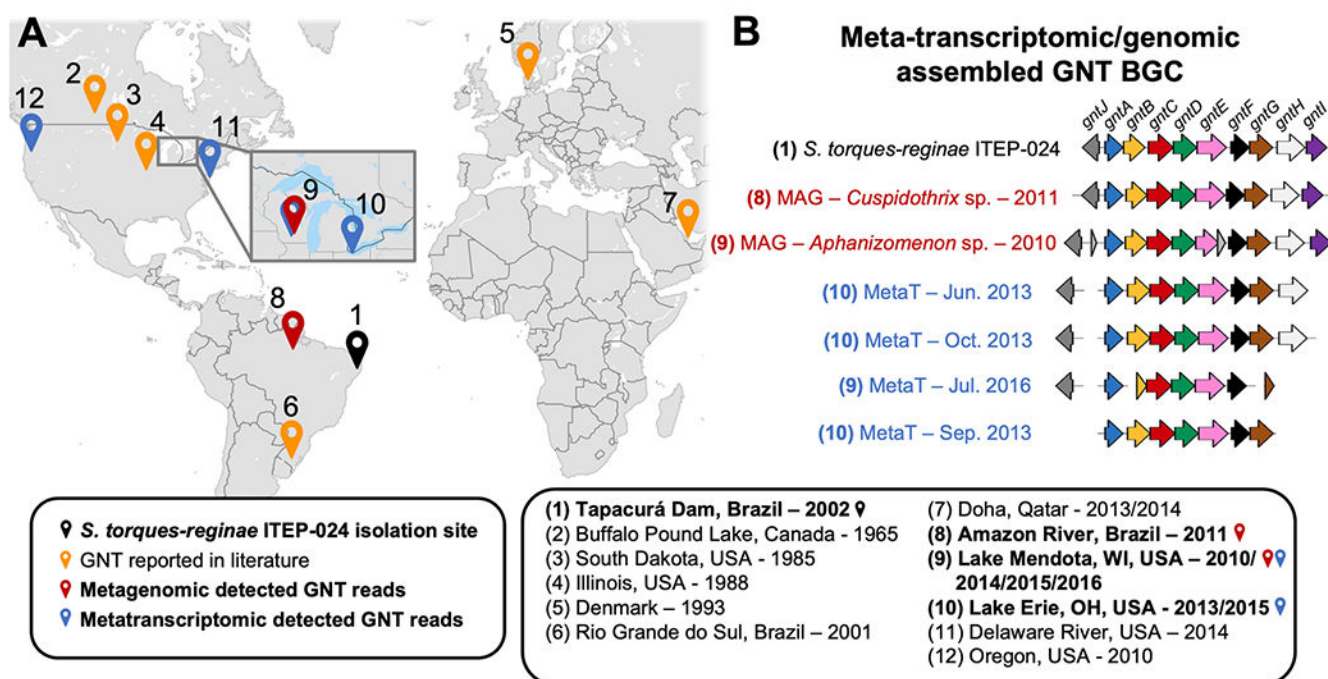 A
5
2
3
12
4
11
9
10
7
8
1
6
B
Meta-transcriptomic/genomic
assembled GNT BGC
gntJ gntA gntB gntC gntD gntE gntF gntG gntH gntI
(1) S. torques-reginae ITEP-024
(8) MAG – Cuspidothrix sp. – 2011
(9) MAG – Aphanizomenon sp. – 2010
(10) MetaT – Jun. 2013
(10) MetaT – Oct. 2013
(9) MetaT – Jul. 2016
(10) MetaT – Sep. 2013
S. torques-reginae ITEP-024 isolation site
GNT reported in literature
Metagenomic detected GNT reads
Metatranscriptomic detected GNT reads
(1) Tapacurá Dam, Brazil – 2002
(2) Buffalo Pound Lake, Canada - 1965
(3) South Dakota, USA - 1985
(4) Illinois, USA - 1988
(5) Denmark – 1993
(6) Rio Grande do Sul, Brazil – 2001
(7) Doha, Qatar - 2013/2014
(8) Amazon River, Brazil – 2011
(9) Lake Mendota, WI, USA – 2010/
2014/2015/2016
(10) Lake Erie, OH, USA - 2013/2015
(11) Delaware River, USA – 2014
(12) Oregon, USA - 2010